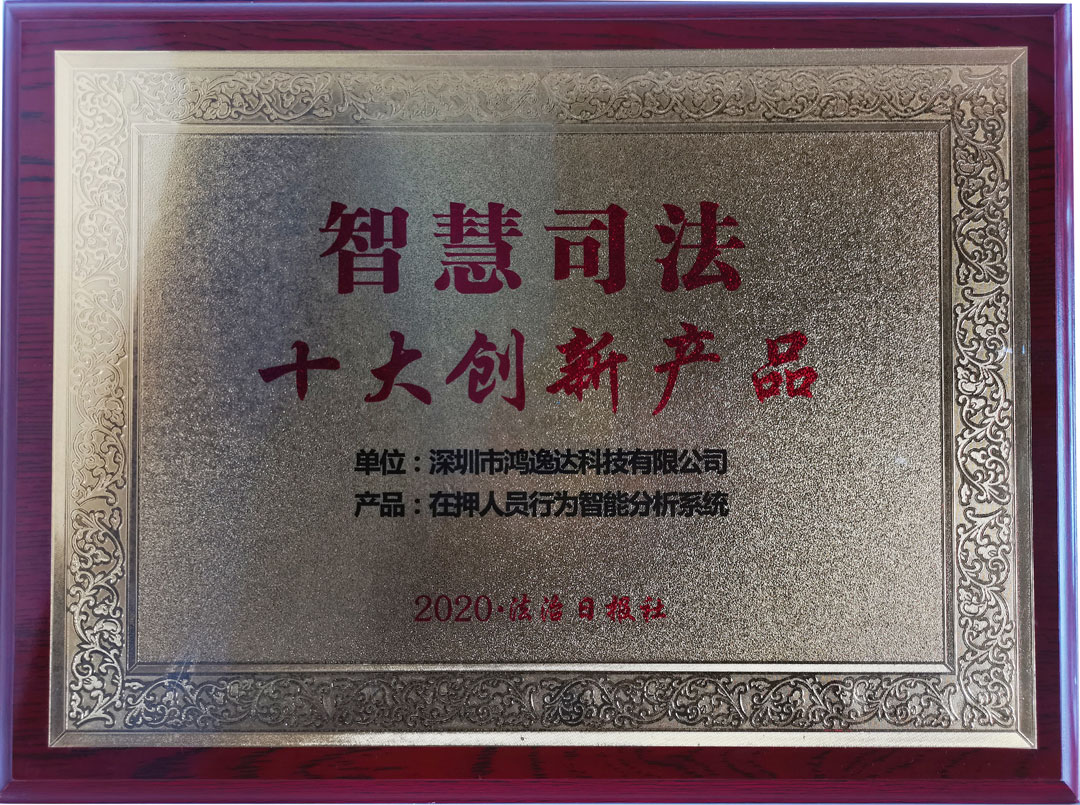 智慧司法
十大创新产品
单位：深圳市鸿逸达科技有限公司
产品：在押人员行为智能分析系统
2020·法治日报社